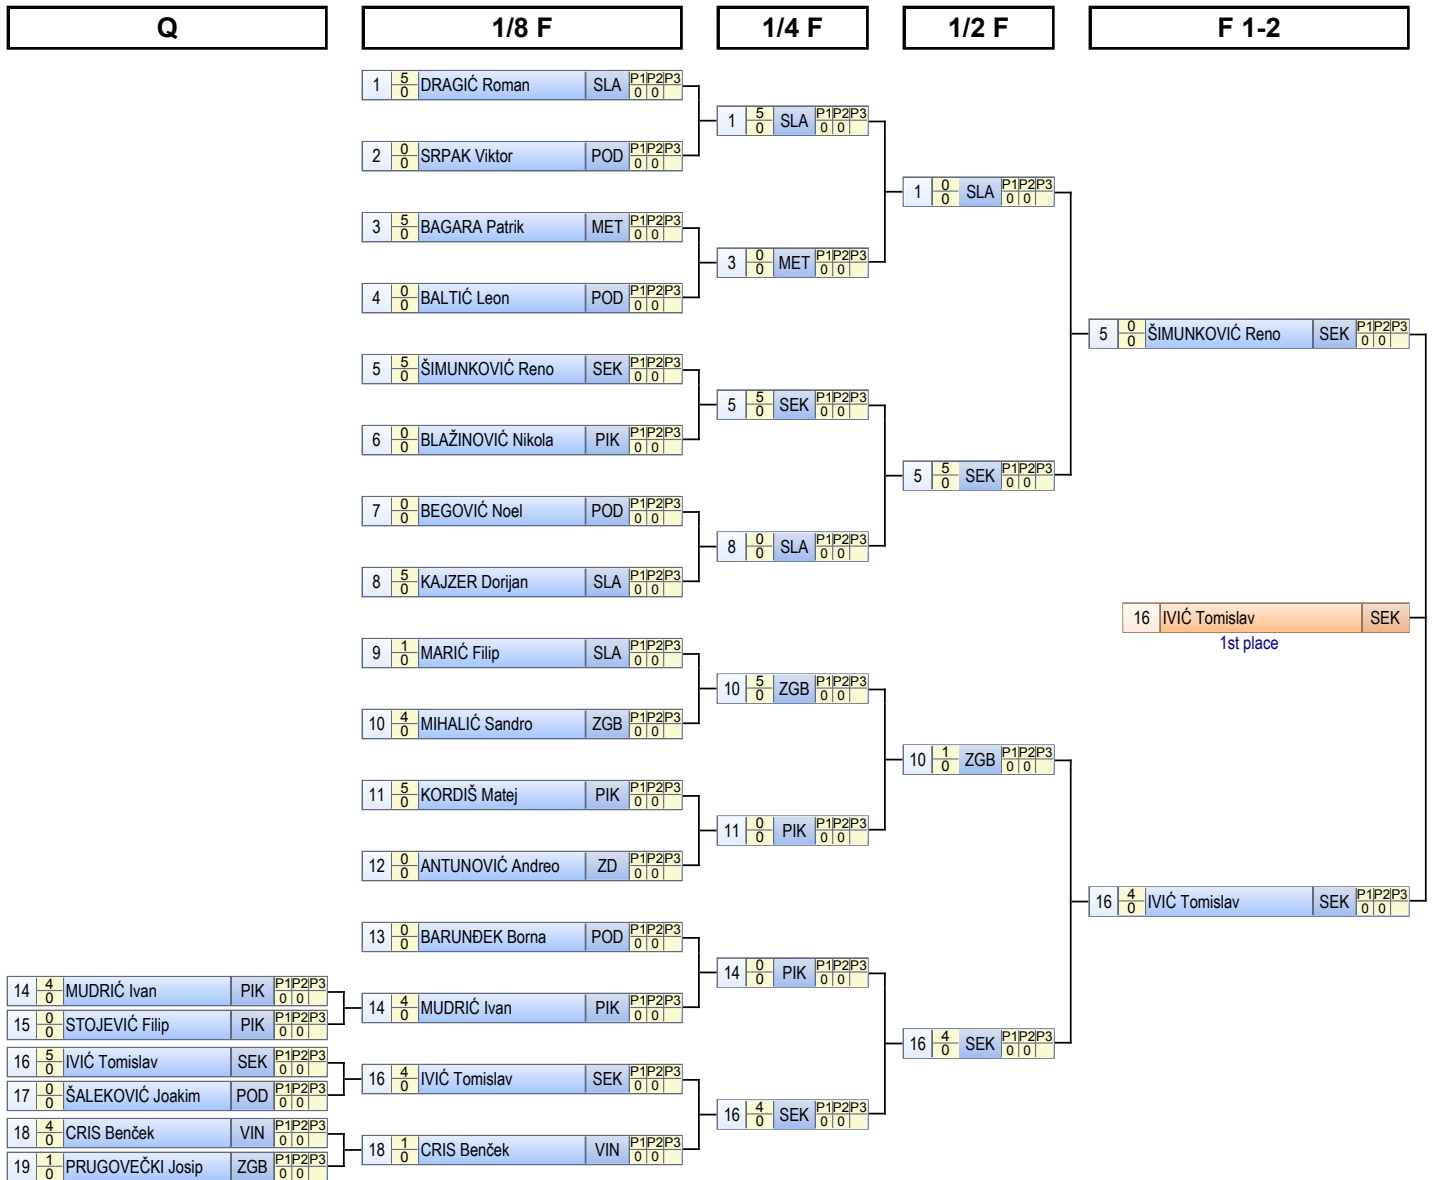 Q 1/8 F 1/4 F 1/2 F F 1-2
1 5 0 DRAGIĆ Roman SLA P1 P2 P3 0 0
2 0 0 SRPAK Viktor POD P1 P2 P3 0 0
3 5 0 BAGARA Patrik MET P1 P2 P3 0 0
4 0 0 BALTIĆ Leon POD P1 P2 P3 0 0
5 5 0 ŠIMUNKOVIĆ Reno SEK P1 P2 P3 0 0
6 0 0 BLAŽINOVIĆ Nikola PIK P1 P2 P3 0 0
7 0 0 BEGOVIĆ Noel POD P1 P2 P3 0 0
8 5 0 KAJZER Dorijan SLA P1 P2 P3 0 0
9 1 0 MARIĆ Filip SLA P1 P2 P3 0 0
10 4 0 MIHALIĆ Sandro ZGB P1 P2 P3 0 0
11 5 0 KORDIŠ Matej PIK P1 P2 P3 0 0
12 0 0 ANTUNOVIĆ Andreo ZD P1 P2 P3 0 0
13 0 0 BARUNĐEK Borna POD P1 P2 P3 0 0
14 4 0 MUDRIĆ Ivan PIK P1 P2 P3 0 0
15 0 0 STOJEVIĆ Filip PIK P1 P2 P3 0 0
16 5 0 IVIĆ Tomislav SEK P1 P2 P3 0 0
17 0 0 ŠALEKOVIĆ Joakim POD P1 P2 P3 0 0
18 4 0 CRIS Benček VIN P1 P2 P3 0 0
19 1 0 PRUGOVEČKI Josip ZGB P1 P2 P3 0 0
14 4 0 MUDRIĆ Ivan PIK P1 P2 P3 0 0
16 4 0 IVIĆ Tomislav SEK P1 P2 P3 0 0
18 1 0 CRIS Benček VIN P1 P2 P3 0 0
1 5 0 SLA P1 P2 P3 0 0
3 0 0 MET P1 P2 P3 0 0
5 5 0 SEK P1 P2 P3 0 0
8 0 0 SLA P1 P2 P3 0 0
10 5 0 ZGB P1 P2 P3 0 0
11 0 0 PIK P1 P2 P3 0 0
14 0 0 PIK P1 P2 P3 0 0
16 4 0 SEK P1 P2 P3 0 0
1 0 0 SLA P1 P2 P3 0 0
5 5 0 SEK P1 P2 P3 0 0
10 1 0 ZGB P1 P2 P3 0 0
16 4 0 SEK P1 P2 P3 0 0
5 0 0 ŠIMUNKOVIĆ Reno SEK P1 P2 P3 0 0
16 IVIĆ Tomislav SEK
1st place
16 4 0 IVIĆ Tomislav SEK P1 P2 P3 0 0